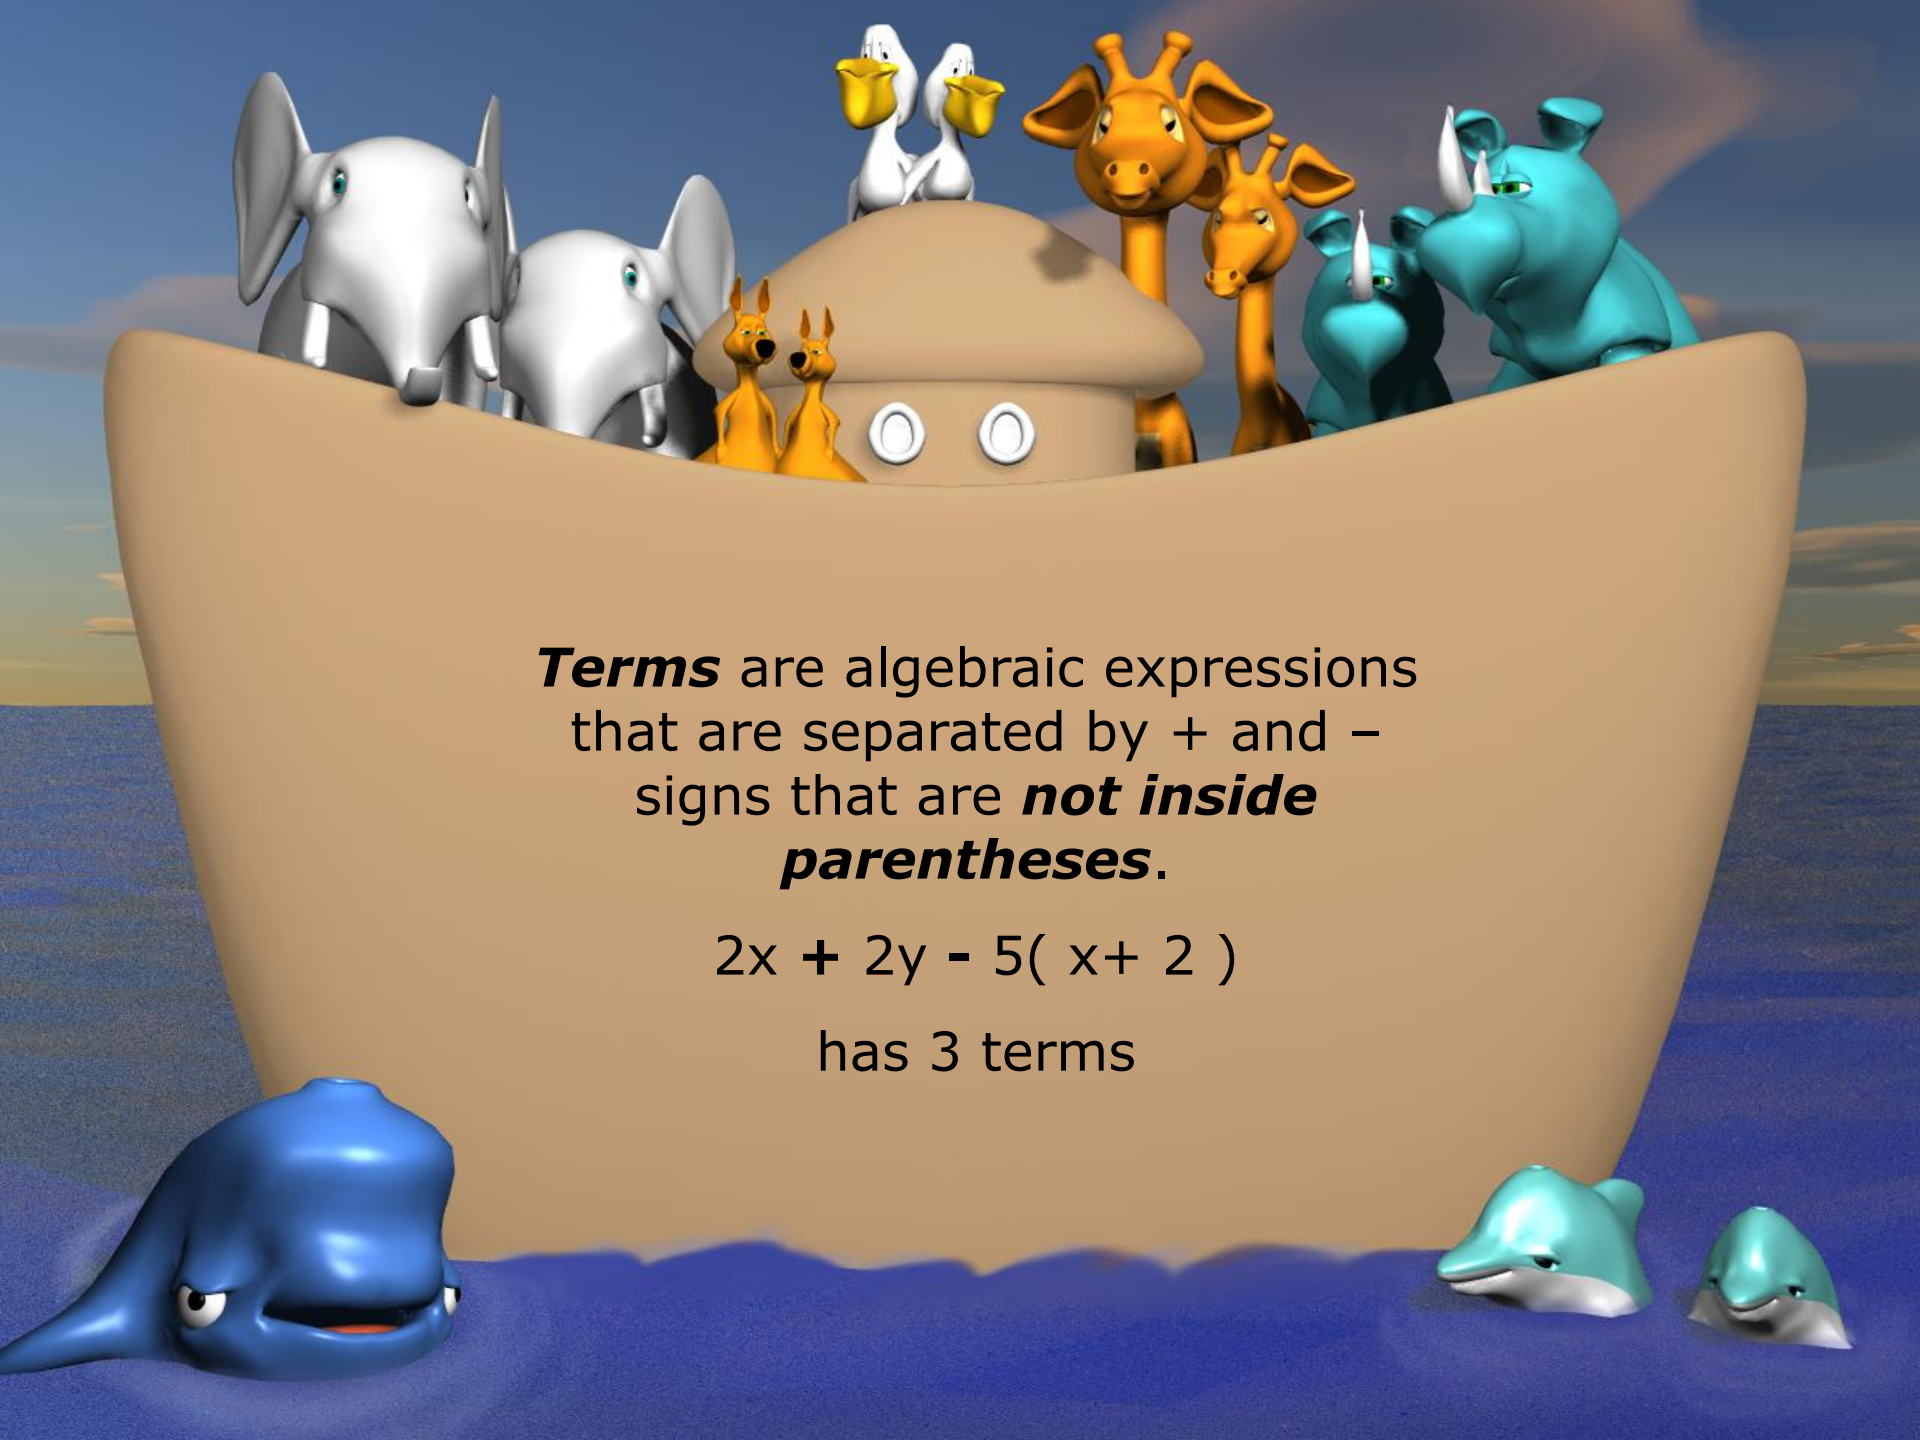 Terms are algebraic expressions
that are separated by + and –
signs that are not inside
parentheses.
2x + 2y - 5( x+ 2 )
has 3 terms